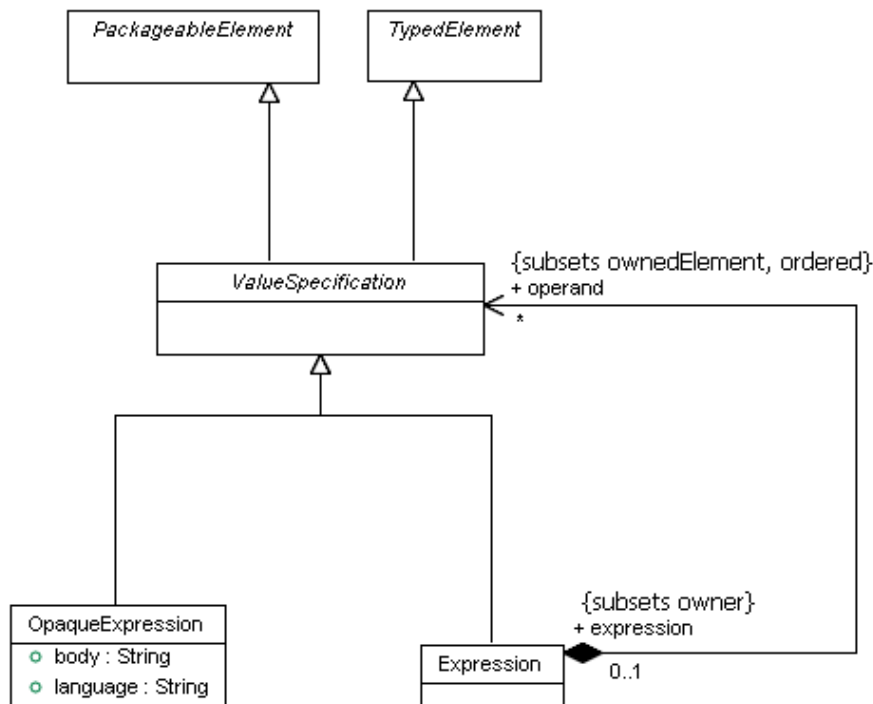 PackageableElement
TypedElement
{subsets ownedElement, ordered}
+ operand
*
ValueSpecification
{subsets owner}
+ expression
0..1
OpaqueExpression
body : String
language : String
Expression